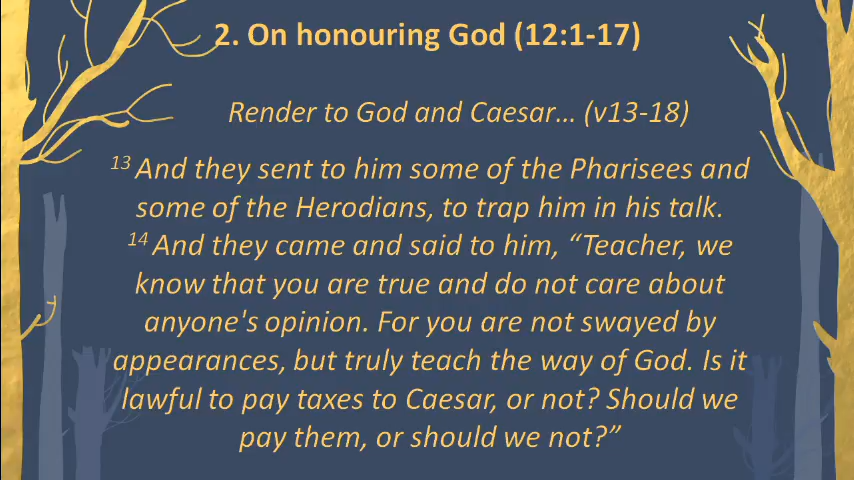 2. On honouring God (12:1-17)
Render to God and Caesar... (v13-18)
13 And they sent to him some of the Pharisees and
some of the Herodians, to trap him in his talk.
14 And they came and said to him, “Teacher, we
know that you are true and do not care about
anyone's opinion. For you are not swayed by
appearances, but truly teach the way of God. Is it
lawful to pay taxes to Caesar, or not? Should we
pay them, or should we not?”